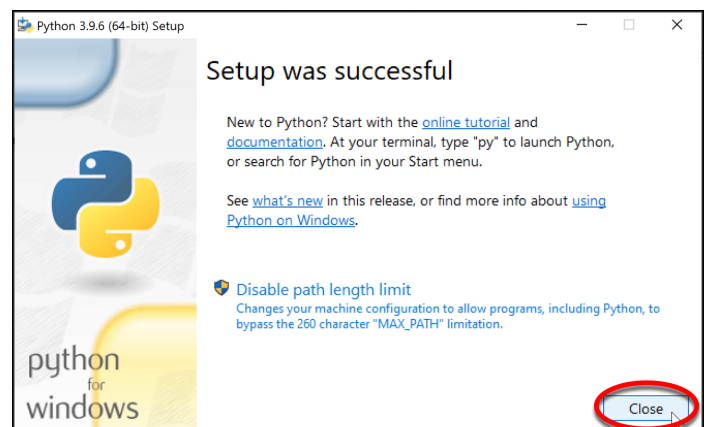 Python 3.9.6 (64-bit) Setup
Setup was successful
New to Python? Start with the online tutorial and
documentation. At your terminal, type "py" to launch Python,
or search for Python in your Start menu.
See what's new in this release, or find more info about using
Python on Windows.
Disable path length limit
Changes your machine configuration to allow programs, including Python, to
bypass the 260 character "MAX_PATH" limitation.
python
for
windows
Close